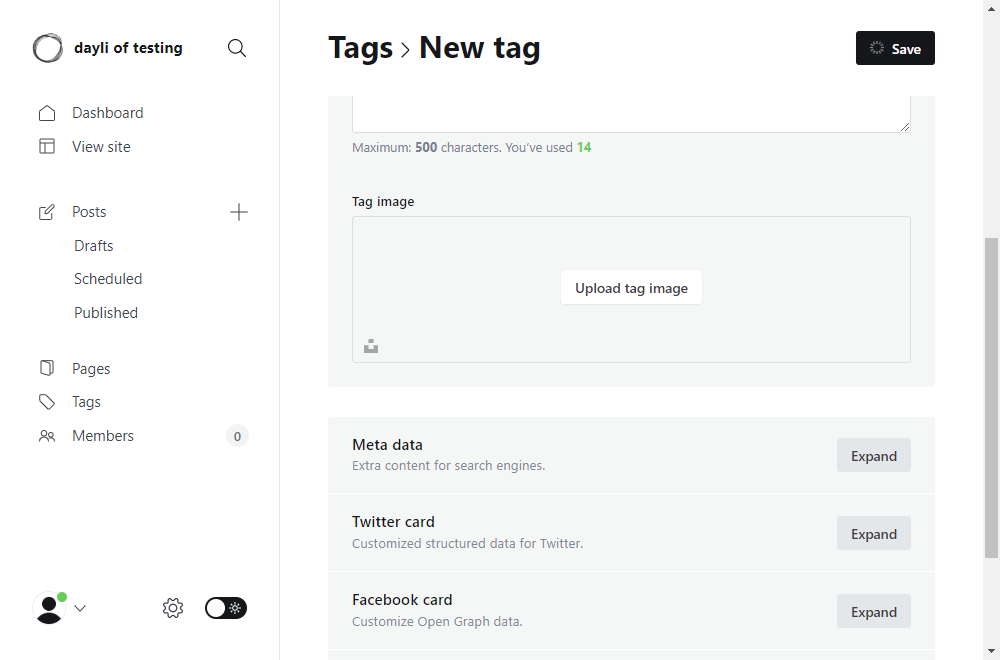 dayli of testing
Dashboard
View site
Posts
Drafts
Scheduled
Published
Pages
Tags
Members
0
Tags
New tag
Save
Maximum: 500 characters. You've used 14
Tag image
Upload tag image
Meta data
Extra content for search engines.
Expand
Twitter card
Customized structured data for Twitter.
Expand
Facebook card
Customize Open Graph data.
Expand